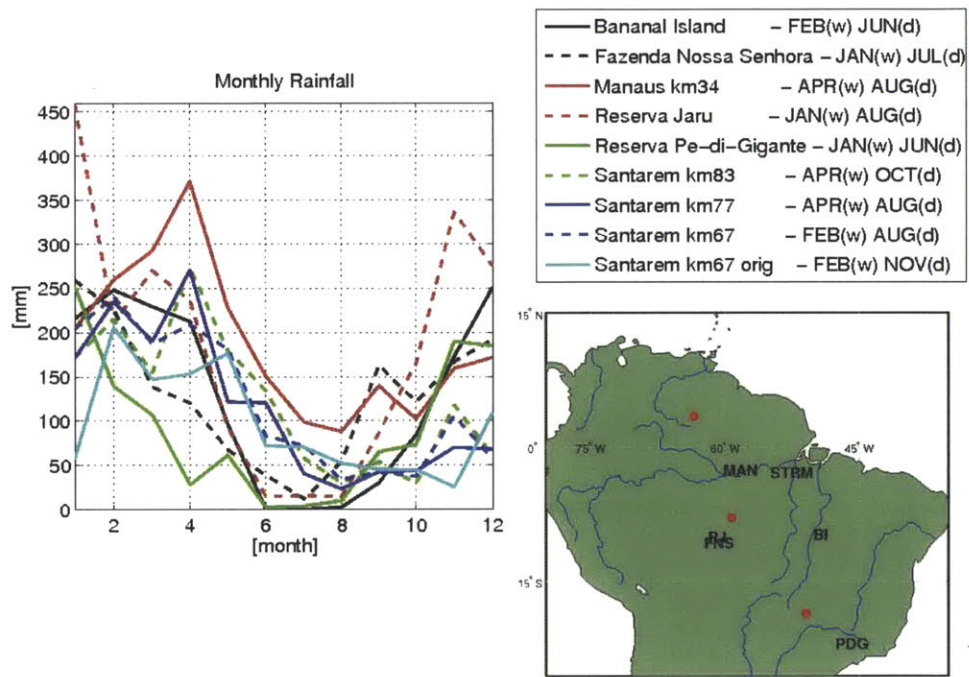 Monthly Rainfall
450
400
350
300
250
200
150
100
50
0
[mm]
2 4 6 8 10 12
[month]
Bananal Island – FEB(w) JUN(d)
Fazenda Nossa Senhora – JAN(w) JUL(d)
Manaus km34 – APR(w) AUG(d)
Reserva Jaru – JAN(w) AUG(d)
Reserva Pe-di-Gigante – JAN(w) JUN(d)
Santarem km83 – APR(w) OCT(d)
Santarem km77 – APR(w) AUG(d)
Santarem km67 – FEB(w) AUG(d)
Santarem km67 orig – FEB(w) NOV(d)
15°N
0° 75°W 60°W 45°W
MAN STRM
RJ BI
FNS
15°S
PDG